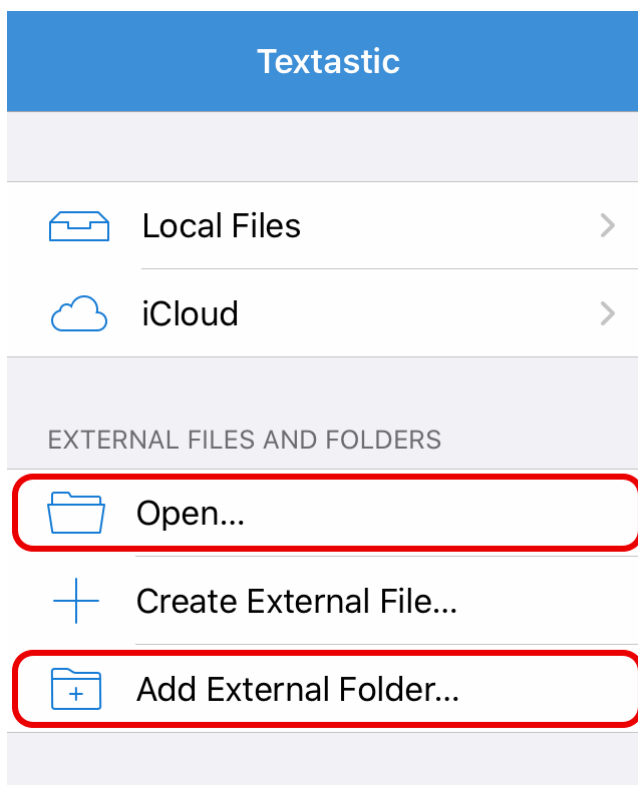 Textastic
Local Files
iCloud
EXTERNAL FILES AND FOLDERS
Open...
Create External File...
Add External Folder...